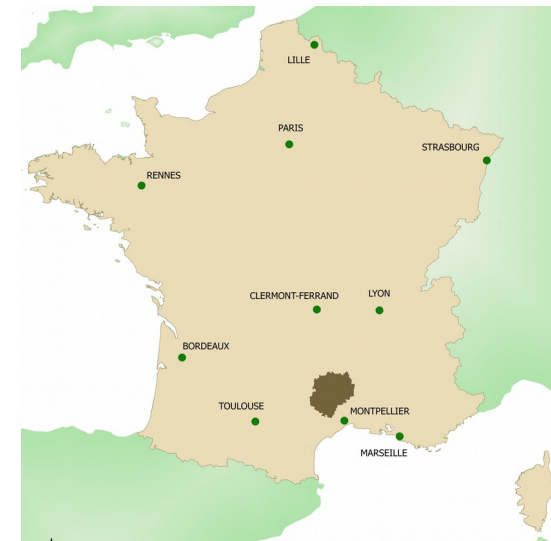 LILLE
PARIS
STRASBOURG
RENNES
CLERMONT-FERRAND
LYON
BORDEAUX
TOULOUSE
MONTPELLIER
MARSEILLE